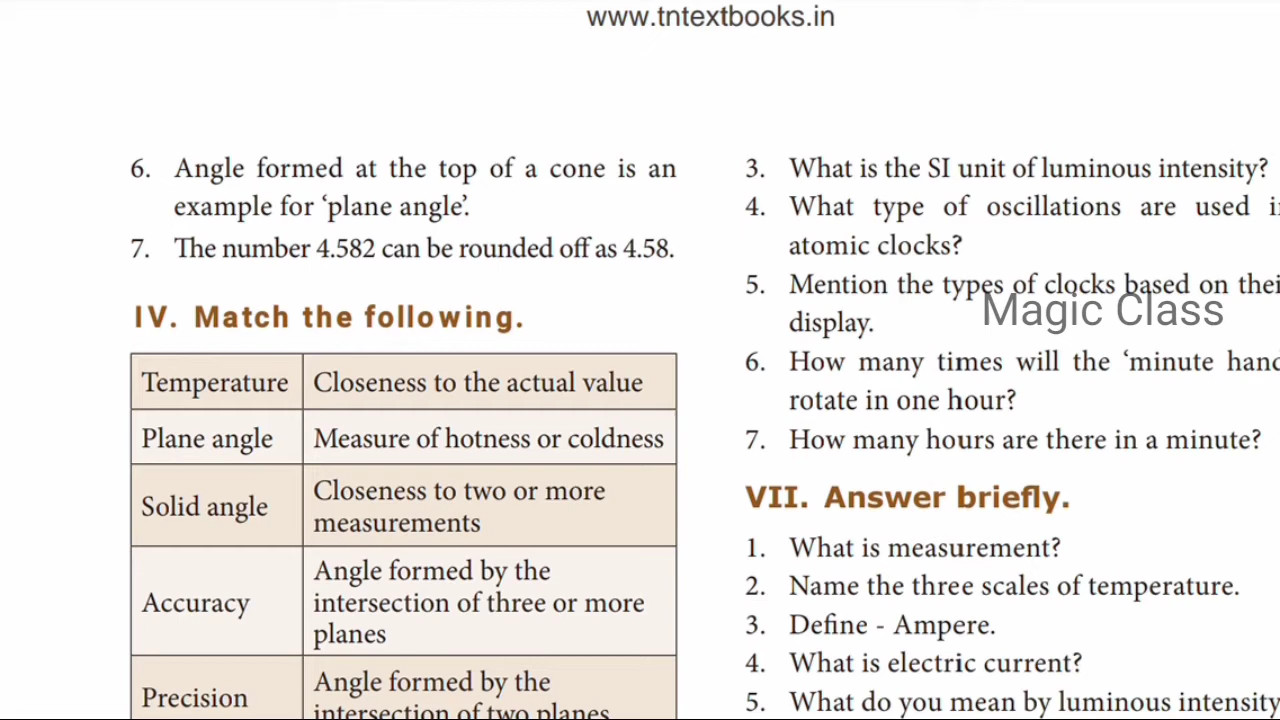 www.tntextbooks.in
6. Angle formed at the top of a cone is an
example for ‘plane angle’.
7. The number 4.582 can be rounded off as 4.58.
IV. Match the following.
Temperature
Closeness to the actual value
Plane angle
Measure of hotness or coldness
Solid angle
Closeness to two or more
measurements
Accuracy
Angle formed by the
intersection of three or more
planes
Precision
Angle formed by the
intersection of two planes
3. What is the SI unit of luminous intensity?
4. What type of oscillations are used
atomic clocks?
5. Mention the types of clocks based on
display.
Magic Class
6. How many times will the ‘minute hand
rotate in one hour?
7. How many hours are there in a minute?
VII. Answer briefly.
1. What is measurement?
2. Name the three scales of temperature.
3. Define - Ampere.
4. What is electric current?
5. What do you mean by luminous intensity